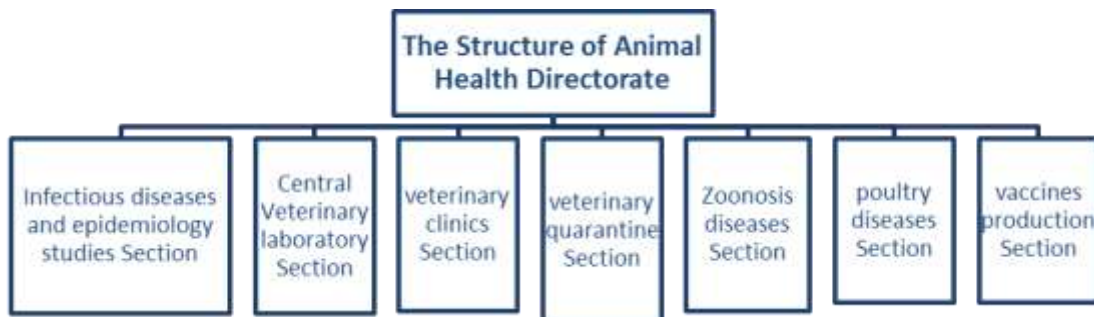 The Structure of Animal
Health Directorate
Infectious diseases
and epidemiology
studies Section
Central
Veterinary
laboratory
Section
veterinary
clinics
Section
veterinary
quarantine
Section
Zoonosis
diseases
Section
poultry
diseases
Section
vaccines
production
Section